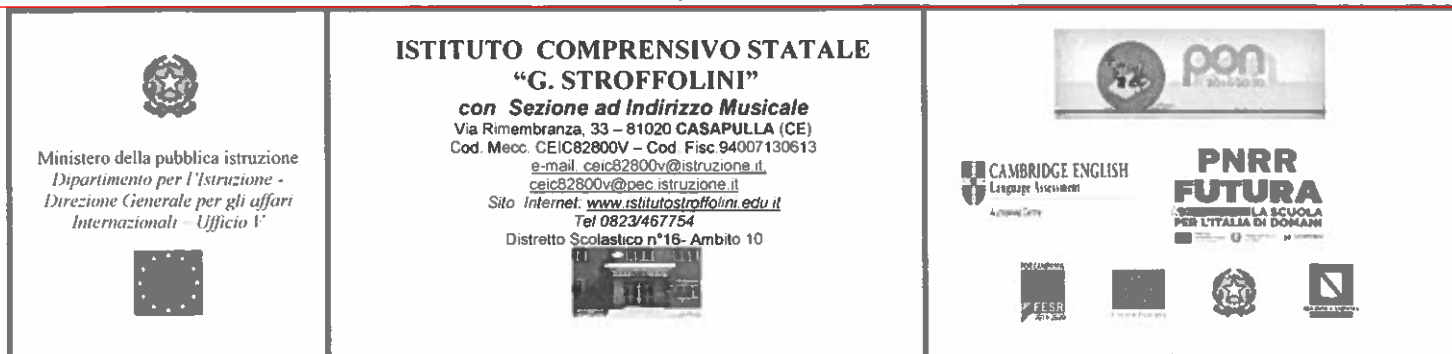 Ministero della pubblica istruzione
Dipartimento per l'Istruzione -
Direzione Generale per gli affari
Internazionali – Ufficio V
ISTITUTO COMPRENSIVO STATALE
“G. STROFFOLINI”
con Sezione ad Indirizzo Musicale
Via Rimembranza, 33 – 81020 CASAPULLA (CE)
Cod. Mecc. CEIC82800V – Cod. Fisc.94007130613
e-mail. ceic82800v@istruzione.it,
ceic82800v@pec.istruzione.it
Sito Internet: www.istitutostroffolini.edu.it
Tel 0823/467754
Distretto Scolastico n°16- Ambito 10
pon
CAMBRIDGE ENGLISH
Language Assessment
PNRR
FUTURA
LA SCUOLA
PER L'ITALIA DI DOMANI
FESR